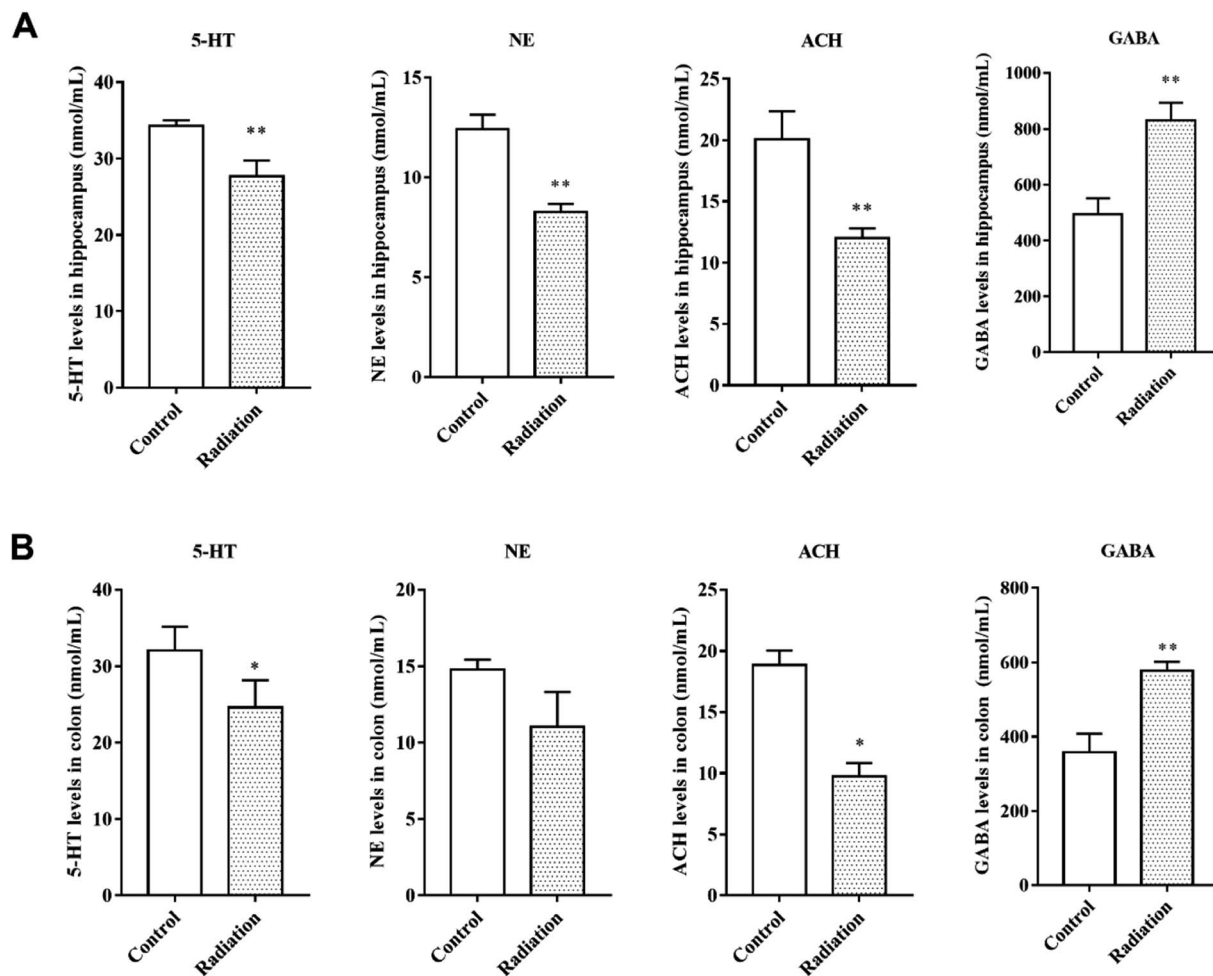 A
5-HT
5-HT levels in hippocampus (nmol/mL)
40
30
20
10
0
**
Control
Radiation
NE
NE levels in hippocampus (nmol/mL)
15
10
5
0
**
Control
Radiation
ACH
ACH levels in hippocampus (nmol/mL)
25
20
15
10
5
0
**
Control
Radiation
GABA
GABA levels in hippocampus (nmol/mL)
1000
800
600
400
200
0
**
Control
Radiation
B
5-HT
5-HT levels in colon (nmol/mL)
40
30
20
10
0
*
Control
Radiation
NE
NE levels in colon (nmol/mL)
20
15
10
5
0
Control
Radiation
ACH
ACH levels in colon (nmol/mL)
25
20
15
10
5
0
*
Control
Radiation
GABA
GABA levels in colon (nmol/mL)
800
600
400
200
0
**
Control
Radiation